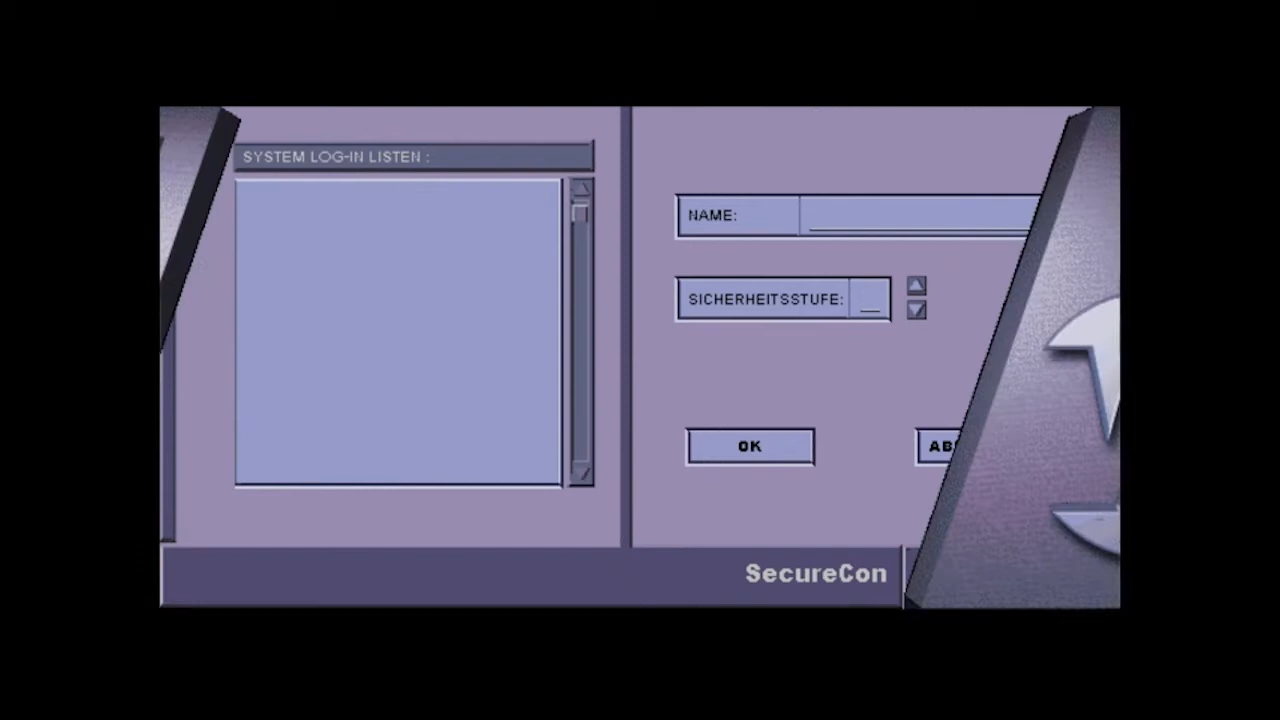 SYSTEM LOG-IN LISTEN :
NAME:
SICHERHEITSSTUFE:
OK
SecureCon